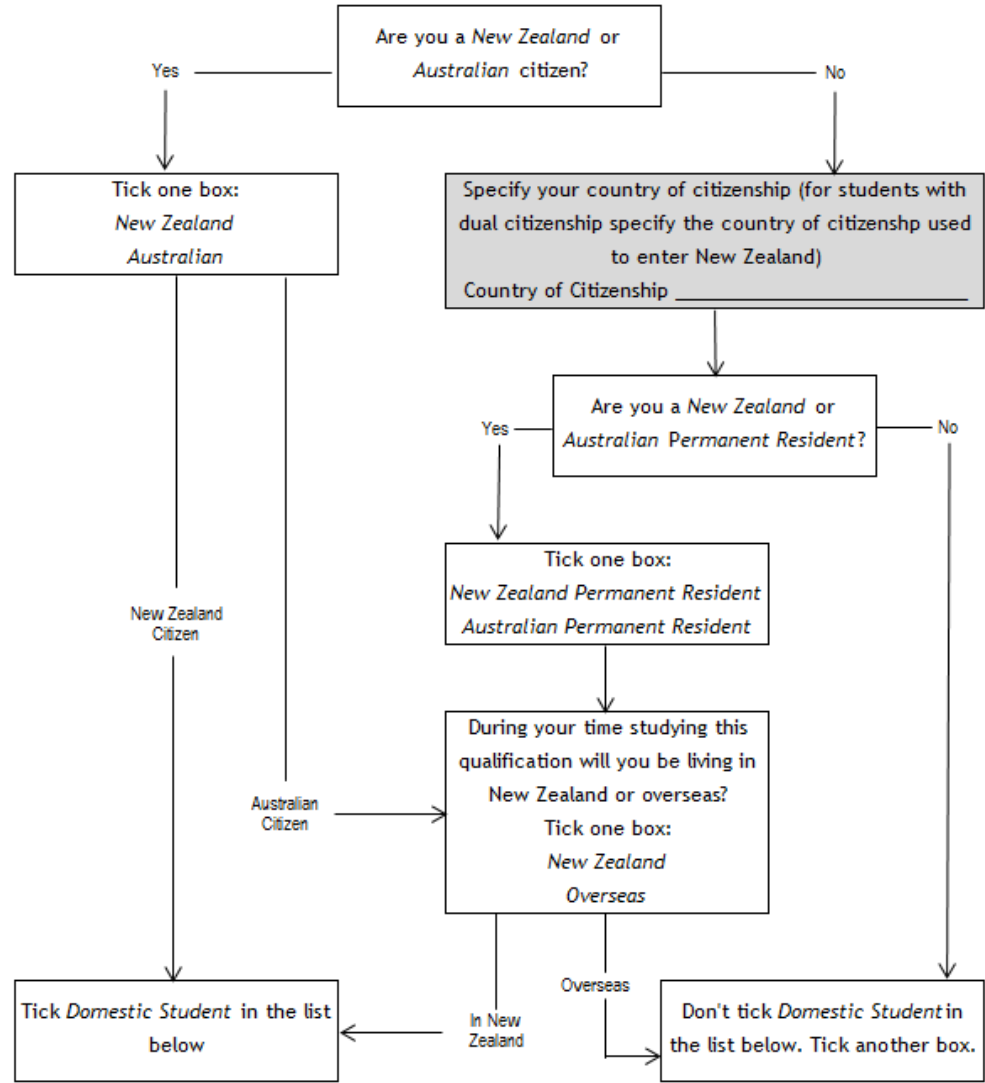 Are you a New Zealand or
Australian citizen?
Yes
No
Tick one box:
New Zealand
Australian
Specify your country of citizenship (for students with
dual citizenship specify the country of citizenshp used
to enter New Zealand)
Country of Citizenship ___________________________
Are you a New Zealand or
Australian Permanent Resident?
Yes
No
Tick one box:
New Zealand Permanent Resident
Australian Permanent Resident
New Zealand
Citizen
During your time studying this
qualification will you be living in
New Zealand or overseas?
Tick one box:
New Zealand
Overseas
Australian
Citizen
Overseas
In New
Zealand
Tick Domestic Student in the list
below
Don't tick Domestic Student in
the list below. Tick another box.